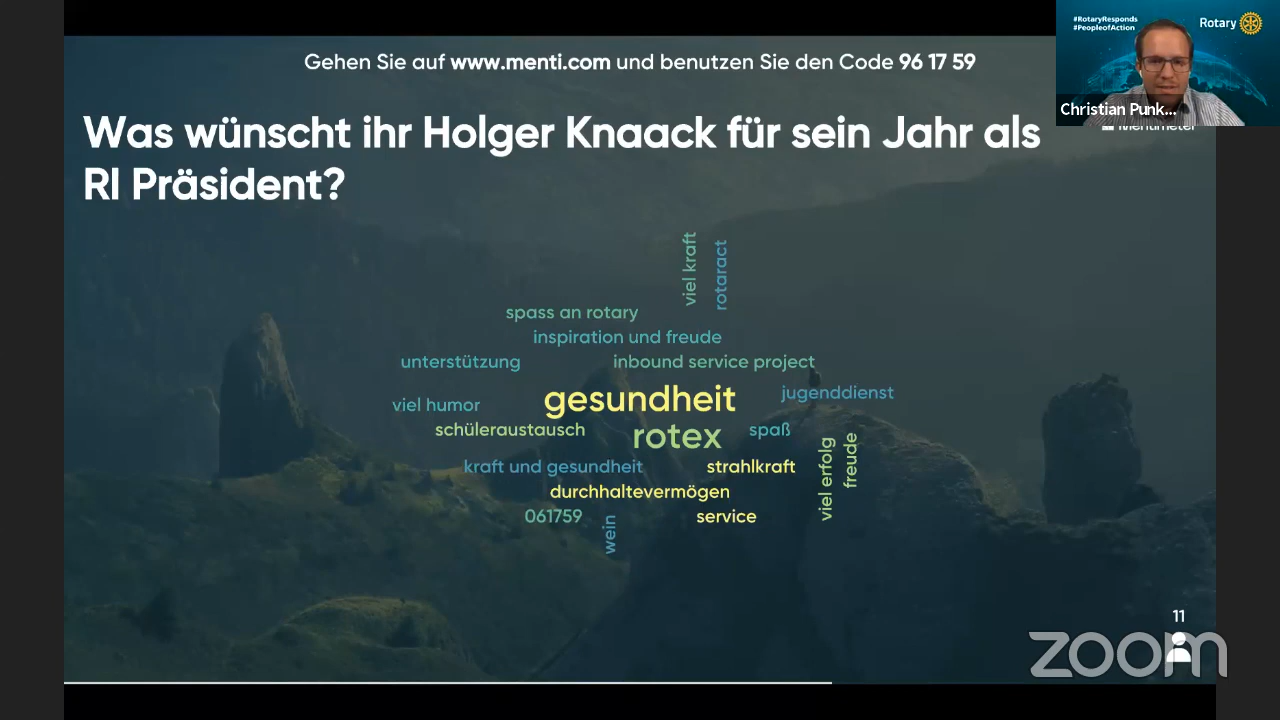 #RotaryResponds
#PeopleofAction
Rotary
Christian Punk...
Gehen Sie auf www.menti.com und benutzen Sie den Code 96 17 59
Mentimeter
Was wünscht ihr Holger Knaack für sein Jahr als
RI Präsident?
viel kraft
rotaract
spass an rotary
inspiration und freude
unterstützung
inbound service project
gesundheit
jugenddienst
viel humor
schüleraustausch
rotex
spaß
kraft und gesundheit
strahlkraft
viel erfolg
freude
durchhaltevermögen
061759
wein
service
11
zoom